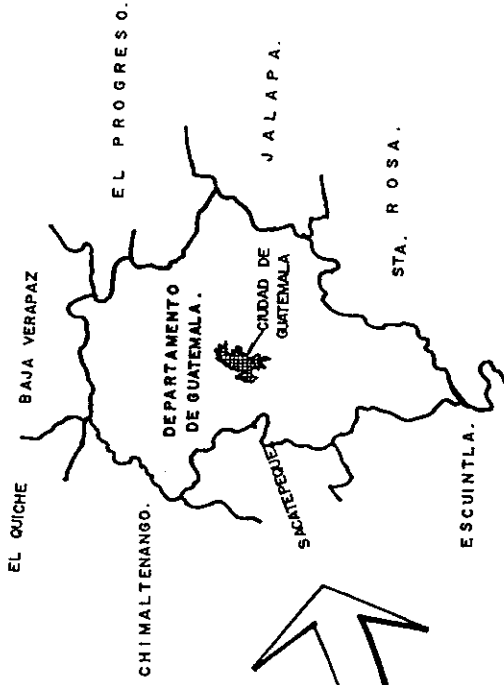 EL QUICHE
BAJA VERAPAZ
EL PROGRESO.
CHIMALTENANGO.
DEPARTAMENTO
DE GUATEMALA.
JALAPA.
CIUDAD DE
GUATEMALA
SACATEPEQUEZ
STA. ROSA.
ESCUINTLA.